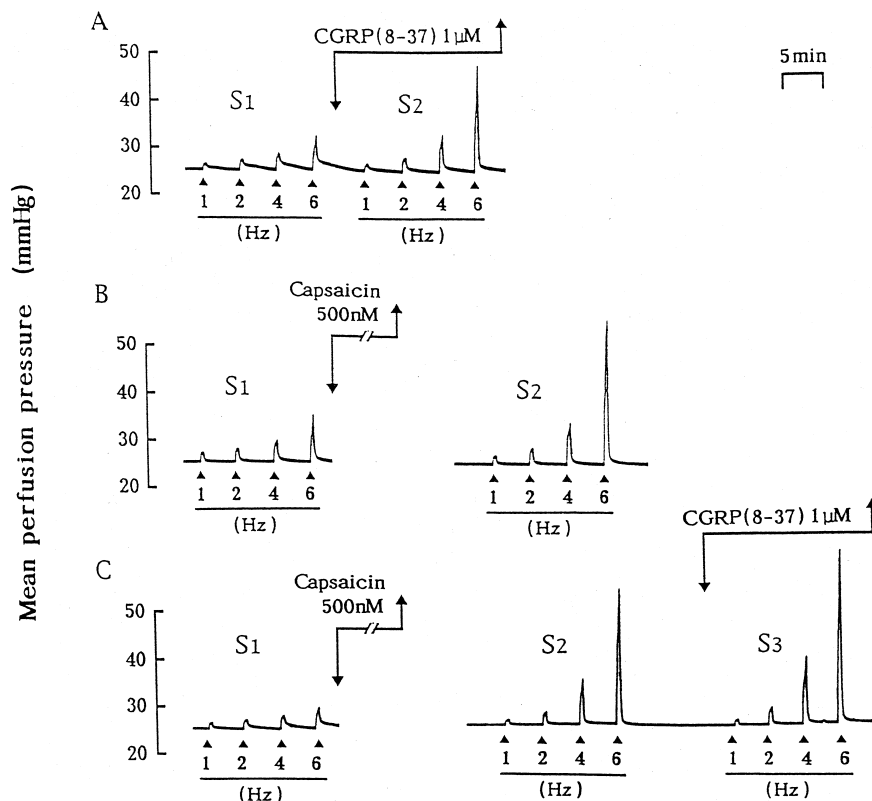 A
CGRP(8-37) 1μM
5min
50
40
30
20
S1
S2
1 2 4 6
1 2 4 6
(Hz)
(Hz)
Mean perfusion pressure (mmHg)
B
Capsaicin
500nM
50
40
30
20
S1
S2
1 2 4 6
1 2 4 6
(Hz)
(Hz)
CGRP(8-37) 1μM
C
Capsaicin
500nM
50
40
30
20
S1
S2
S3
1 2 4 6
1 2 4 6
1 2 4 6
(Hz)
(Hz)
(Hz)